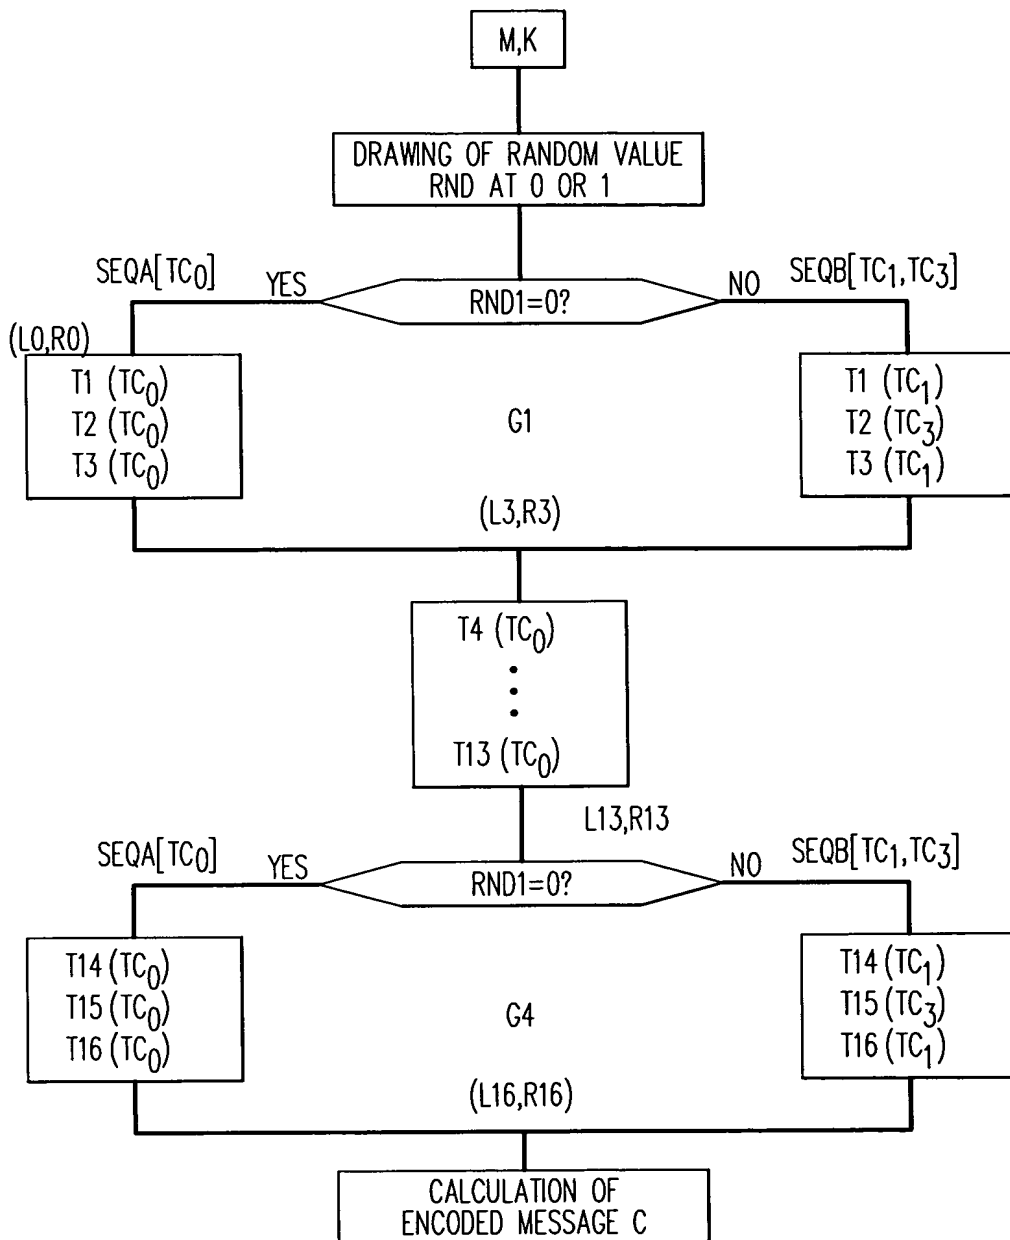 M,K
DRAWING OF RANDOM VALUE
RND AT 0 OR 1
SEQA[TC0]
YES
RND1=0?
NO
SEQB[TC1,TC3]
(L0,R0)
T1 (TC0)
T2 (TC0)
T3 (TC0)
G1
T1 (TC1)
T2 (TC3)
T3 (TC1)
(L3,R3)
T4 (TC0)
T13 (TC0)
L13,R13
SEQA[TC0]
YES
RND1=0?
NO
SEQB[TC1,TC3]
T14 (TC0)
T15 (TC0)
T16 (TC0)
G4
T14 (TC1)
T15 (TC3)
T16 (TC1)
(L16,R16)
CALCULATION OF
ENCODED MESSAGE C